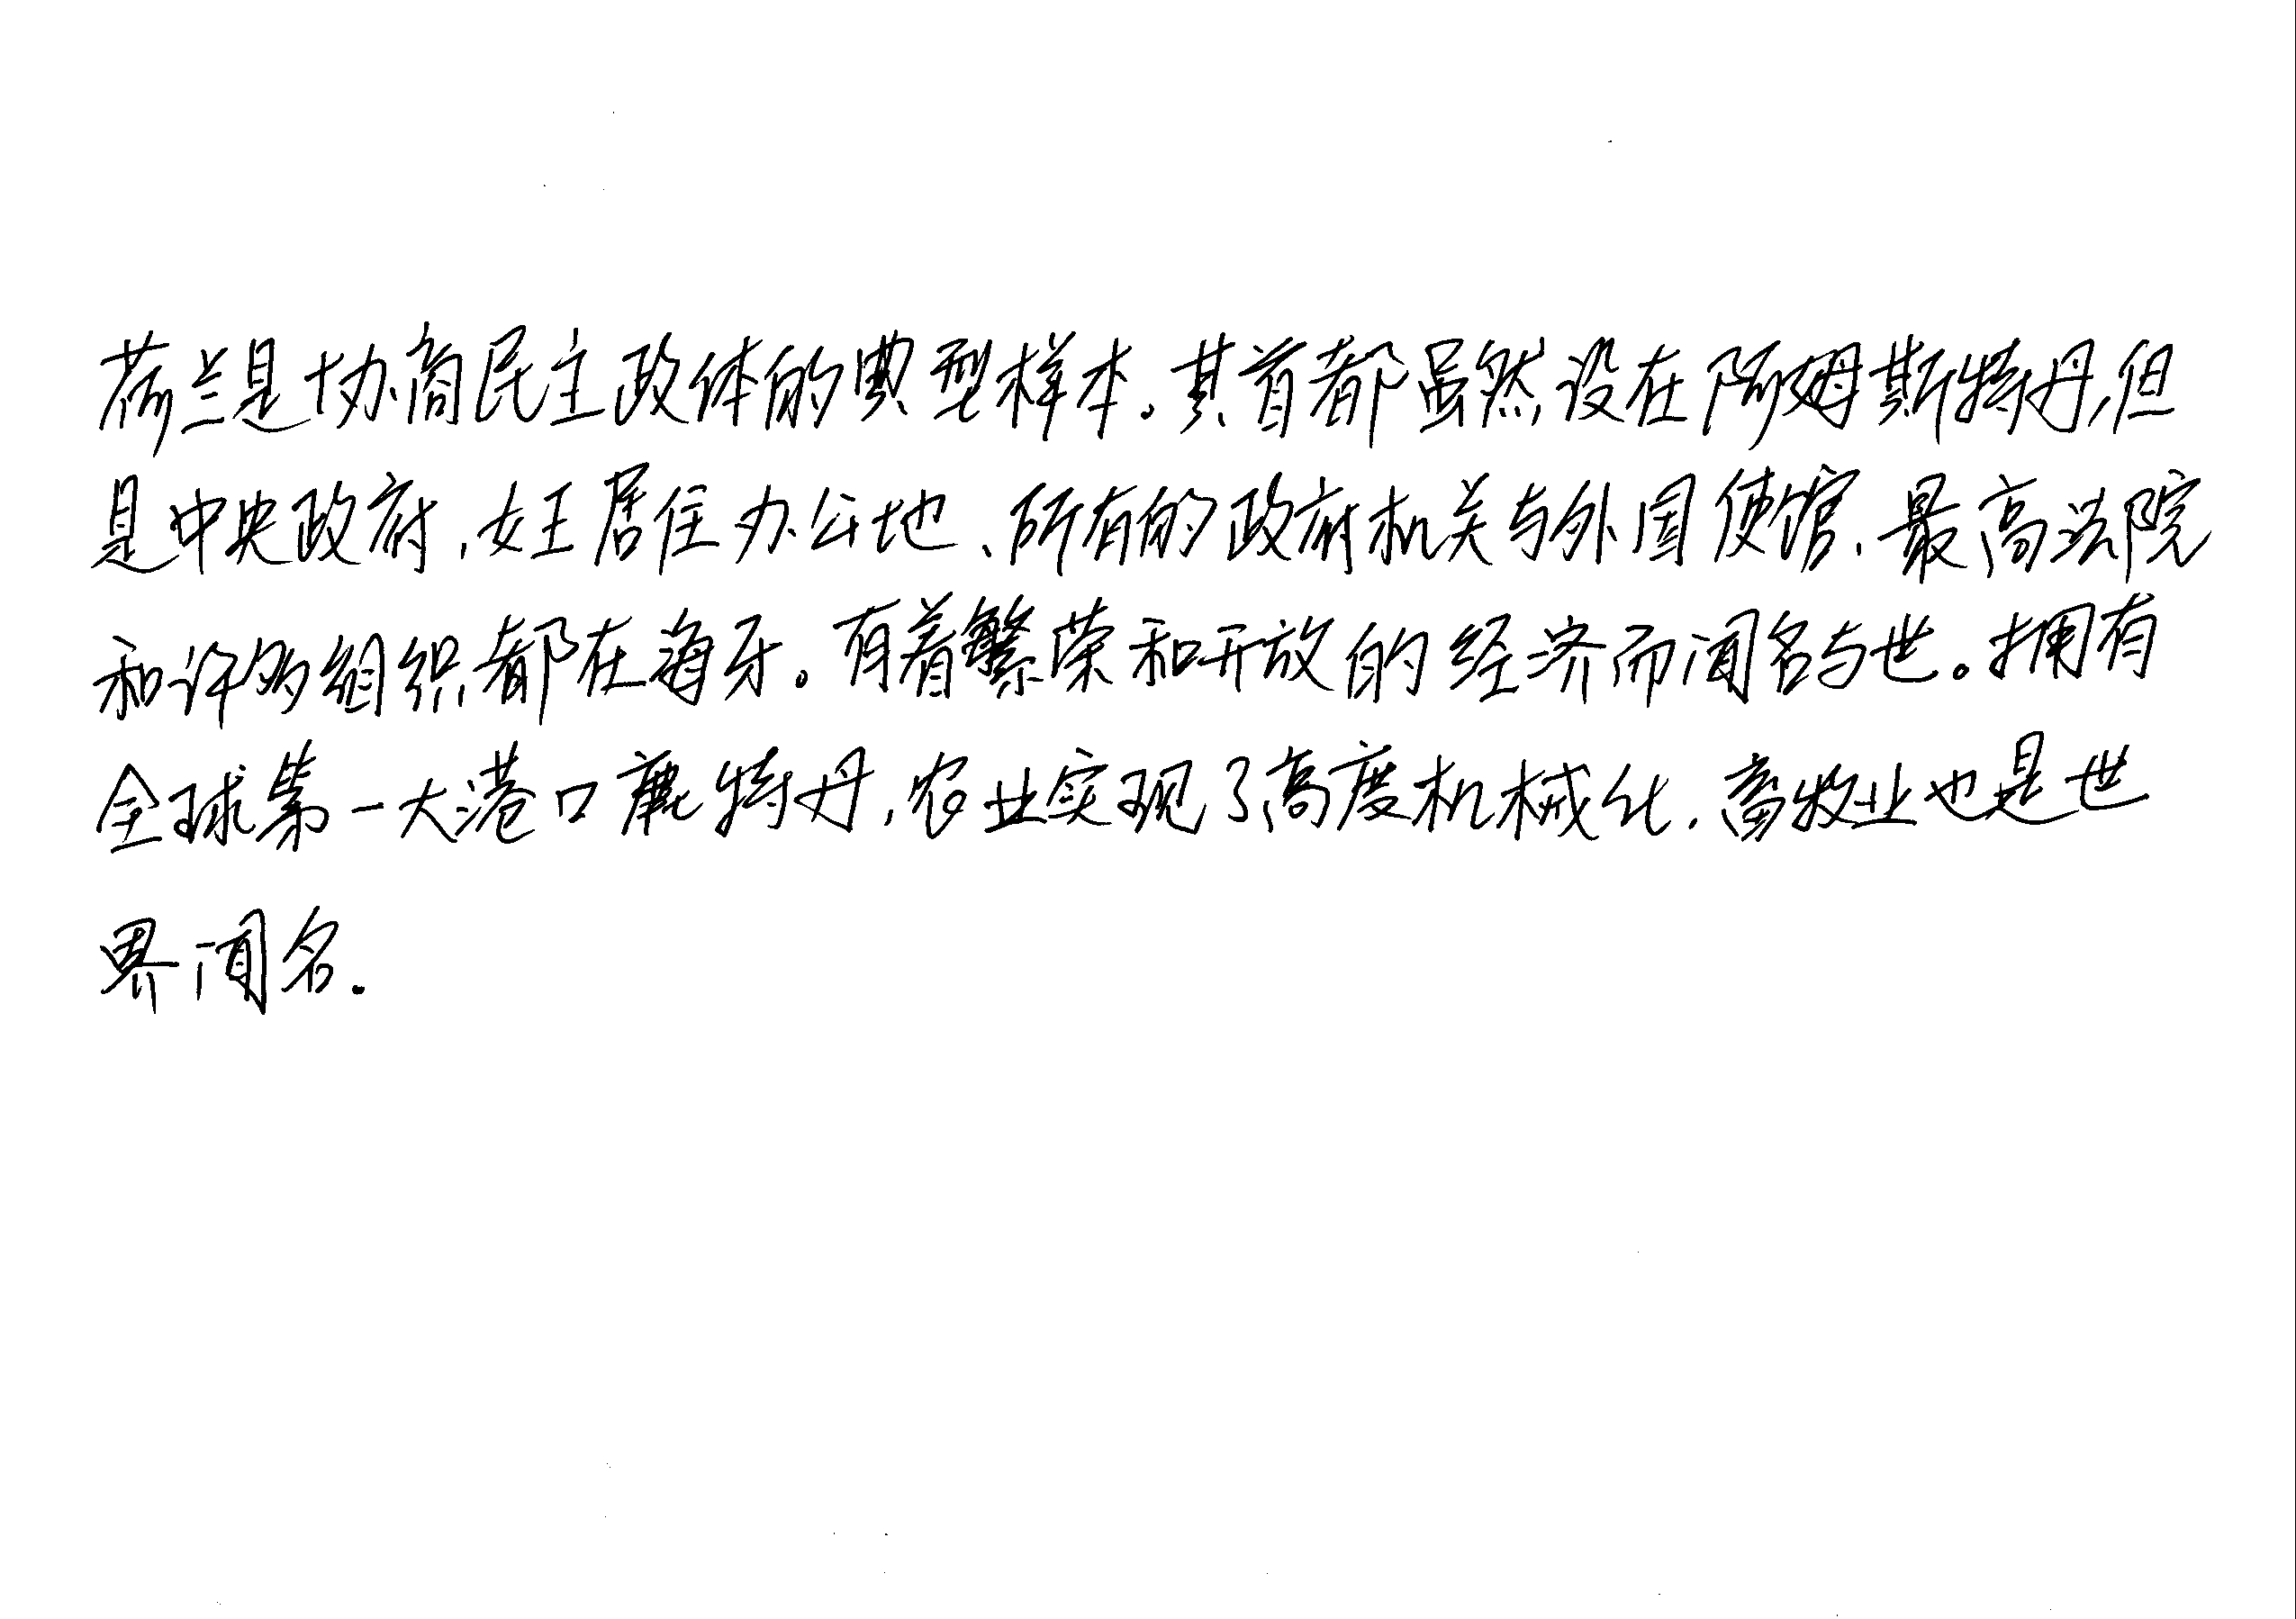 荷兰是协商民主政体的典型样本。其首都虽然设在阿姆斯特丹,但
是中央政府,女王居住办公地、所有的政府机关与外国使馆、最高法院
和许多组织都在海牙。有着繁荣和开放的经济而闻名与世。拥有
全球第一大港口鹿特丹,农业实现了高度机械化,畜牧业也是世
界闻名.